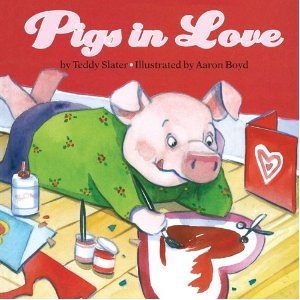 Pigs in Love
by Teddy Slater • Illustrated by Aaron Boyd